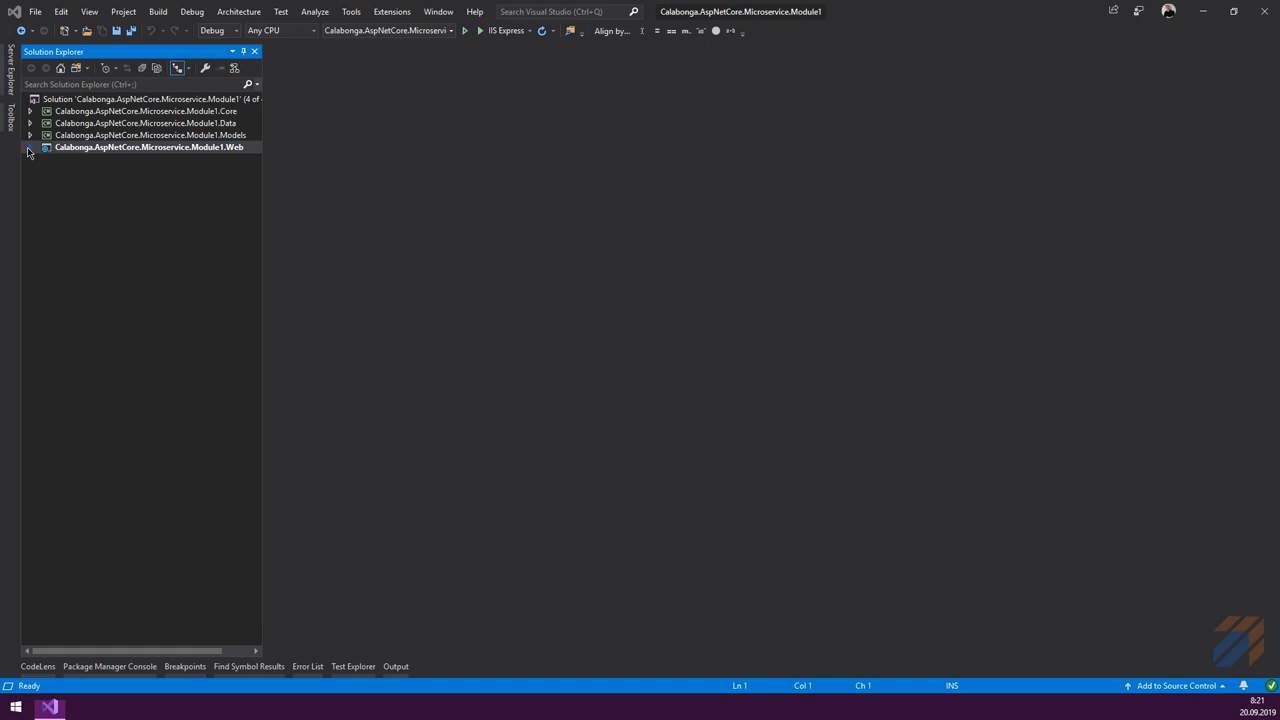 File Edit View Project Build Debug Architecture Test Analyze Tools Extensions Window Help Search Visual Studio (Ctrl+Q) Calabonga.AspNetCore.Microservice.Module1
Debug Any CPU Calabonga.AspNetCore.Microservi IIS Express Align by...
Server Explorer
Toolbox
Solution Explorer
Search Solution Explorer (Ctrl+;)
Solution 'Calabonga.AspNetCore.Microservice.Module1' (4 of
Calabonga.AspNetCore.Microservice.Module1.Core
Calabonga.AspNetCore.Microservice.Module1.Data
Calabonga.AspNetCore.Microservice.Module1.Models
Calabonga.AspNetCore.Microservice.Module1.Web
CodeLens Package Manager Console Breakpoints Find Symbol Results Error List Test Explorer Output
Ready Ln 1 Col 1 Ch 1 INS Add to Source Control
8:21
20.09.2019